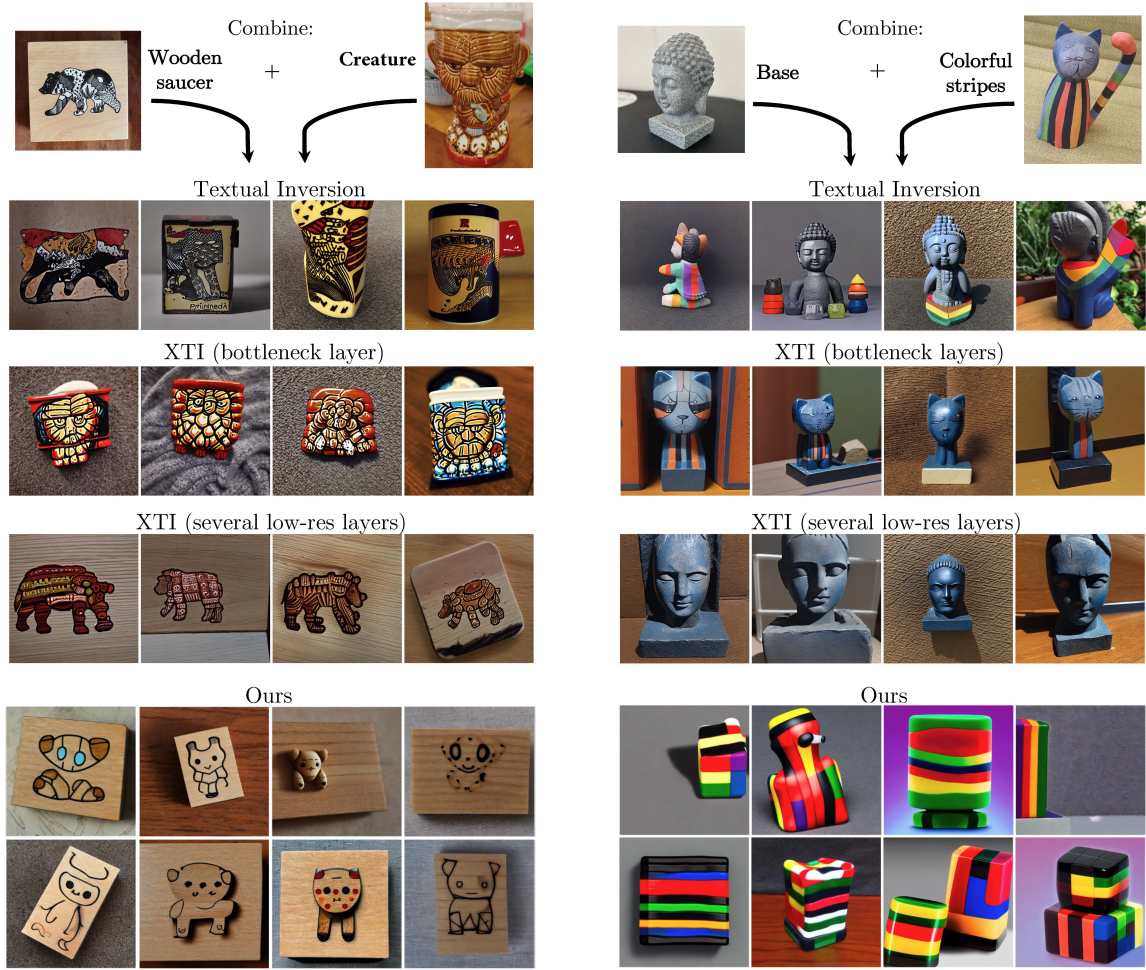 Combine:
Wooden
saucer
+
Creature
Textual Inversion
XTI (bottleneck layer)
XTI (several low-res layers)
Ours
Combine:
Base
+
Colorful
stripes
Textual Inversion
XTI (bottleneck layers)
XTI (several low-res layers)
Ours